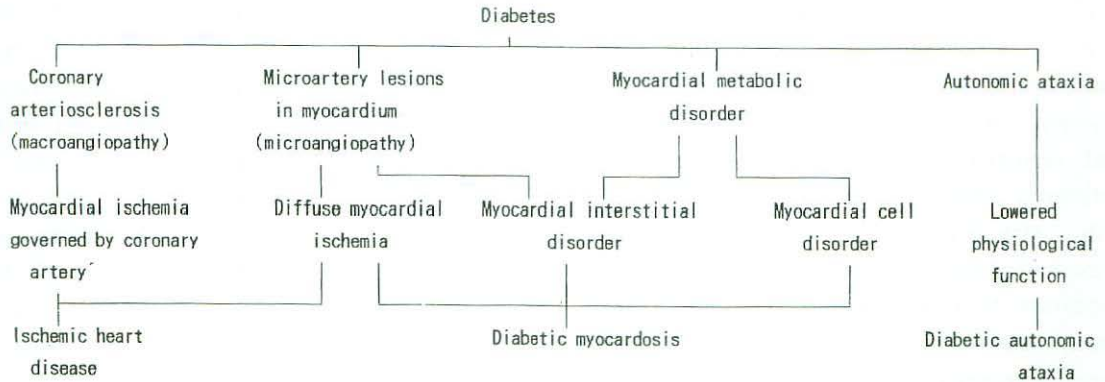 Diabetes
Coronary
arteriosclerosis
(macroangiopathy)
Microartery lesions
in myocardium
(microangiopathy)
Myocardial metabolic
disorder
Autonomic ataxia
Myocardial ischemia
governed by coronary
artery
Diffuse myocardial
ischemia
Myocardial interstitial
disorder
Myocardial cell
disorder
Lowered
physiological
function
Ischemic heart
disease
Diabetic myocardosis
Diabetic autonomic
ataxia